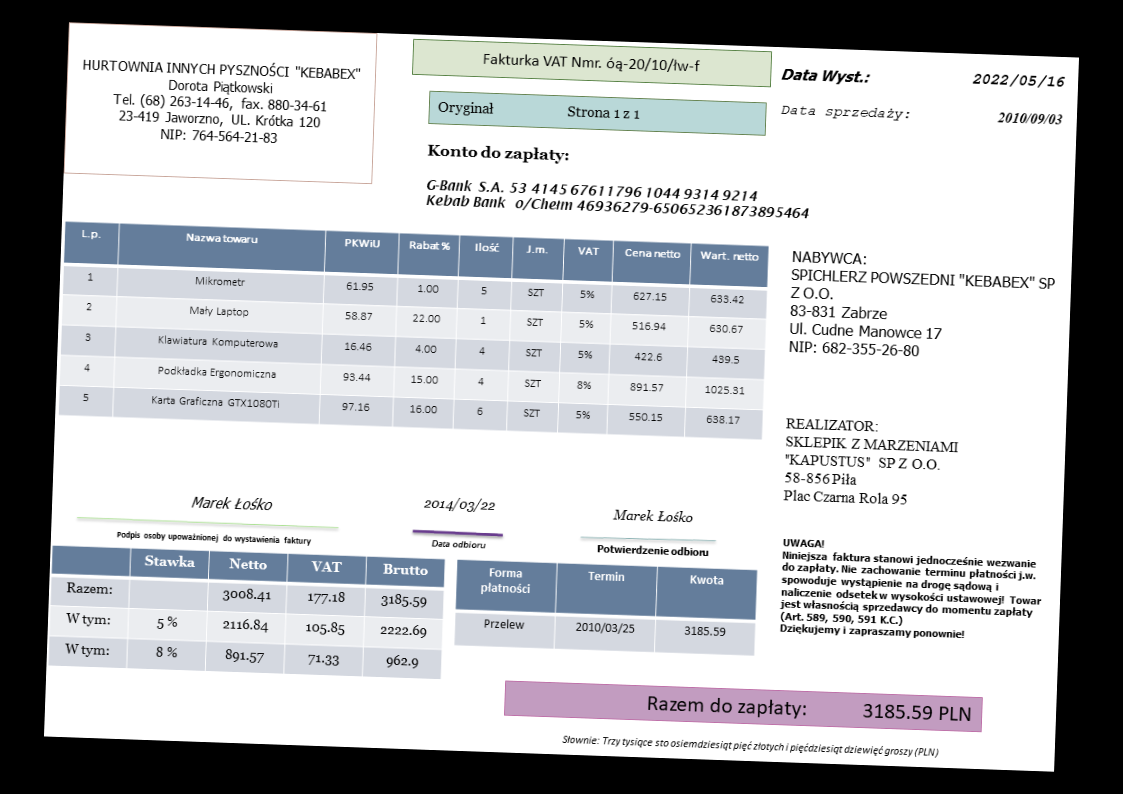 HURTOWNIA INNYCH PYSZNOŚCI "KEBABEX"
Dorota Piątkowski
Tel. (68) 263-14-46, fax. 880-34-61
23-419 Jaworzno, UL. Krótka 120
NIP: 764-564-21-83
Fakturka VAT Nmr. óą-20/10/łw-f
Oryginał Strona 1 z 1
Data Wyst.: 2022/05/16
Data sprzedaży: 2010/09/03
Konto do zapłaty:
G-Bank S.A. 53 4145 67611796 1044 9314 9214
Kebab Bank o/Chełm 46936279-650652361873895464
L.p. Nazwa towaru PKWiU Rabat % Ilość J.m. VAT Cena netto Wart. netto
1 Mikrometr 61.95 1.00 5 SZT 5% 627.15 633.42
2 Mały Laptop 58.87 22.00 1 SZT 5% 516.94 630.67
3 Klawiatura Komputerowa 16.46 4.00 4 SZT 5% 422.6 439.5
4 Podkładka Ergonomiczna 93.44 15.00 4 SZT 8% 891.57 1025.31
5 Karta Graficzna GTX1080Ti 97.16 16.00 6 SZT 5% 550.15 638.17
NABYWCA:
SPICHLERZ POWSZEDNI "KEBABEX" SP
Z O.O.
83-831 Zabrze
Ul. Cudne Manowce 17
NIP: 682-355-26-80
REALIZATOR:
SKLEPIK Z MARZENIAMI
"KAPUSTUS" SP Z O.O.
58-856 Piła
Plac Czarna Rola 95
Marek Łośko
Podpis osoby upoważnionej do wystawienia faktury
2014/03/22
Data odbioru
Marek Łośko
Potwierdzenie odbioru
Stawka Netto VAT Brutto
Razem: 3008.41 177.18 3185.59
W tym: 5 % 2116.84 105.85 2222.69
W tym: 8 % 891.57 71.33 962.9
Forma płatności Termin Kwota
Przelew 2010/03/25 3185.59
UWAGA!
Niniejsza faktura stanowi jednocześnie wezwanie
do zapłaty. Nie zachowanie terminu płatności j.w.
spowoduje wystąpienie na drogę sądową i
naliczenie odsetek w wysokości ustawowej! Towar
jest własnością sprzedawcy do momentu zapłaty
(Art. 589, 590, 591 K.C.)
Dziękujemy i zapraszamy ponownie!
Razem do zapłaty: 3185.59 PLN
Słownie: Trzy tysiące sto osiemdziesiąt pięć złotych i pięćdziesiąt dziewięć groszy (PLN)